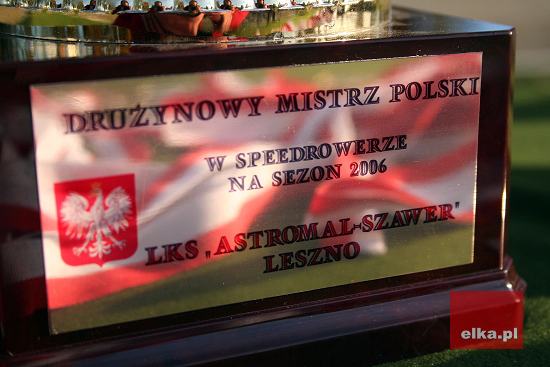 DRUŻYNOWY MISTRZ POLSKI
W SPEEDROWERZE
NA SEZON 2006
LKS „ASTROMAL-SZAWER"
LESZNO
elka.pl